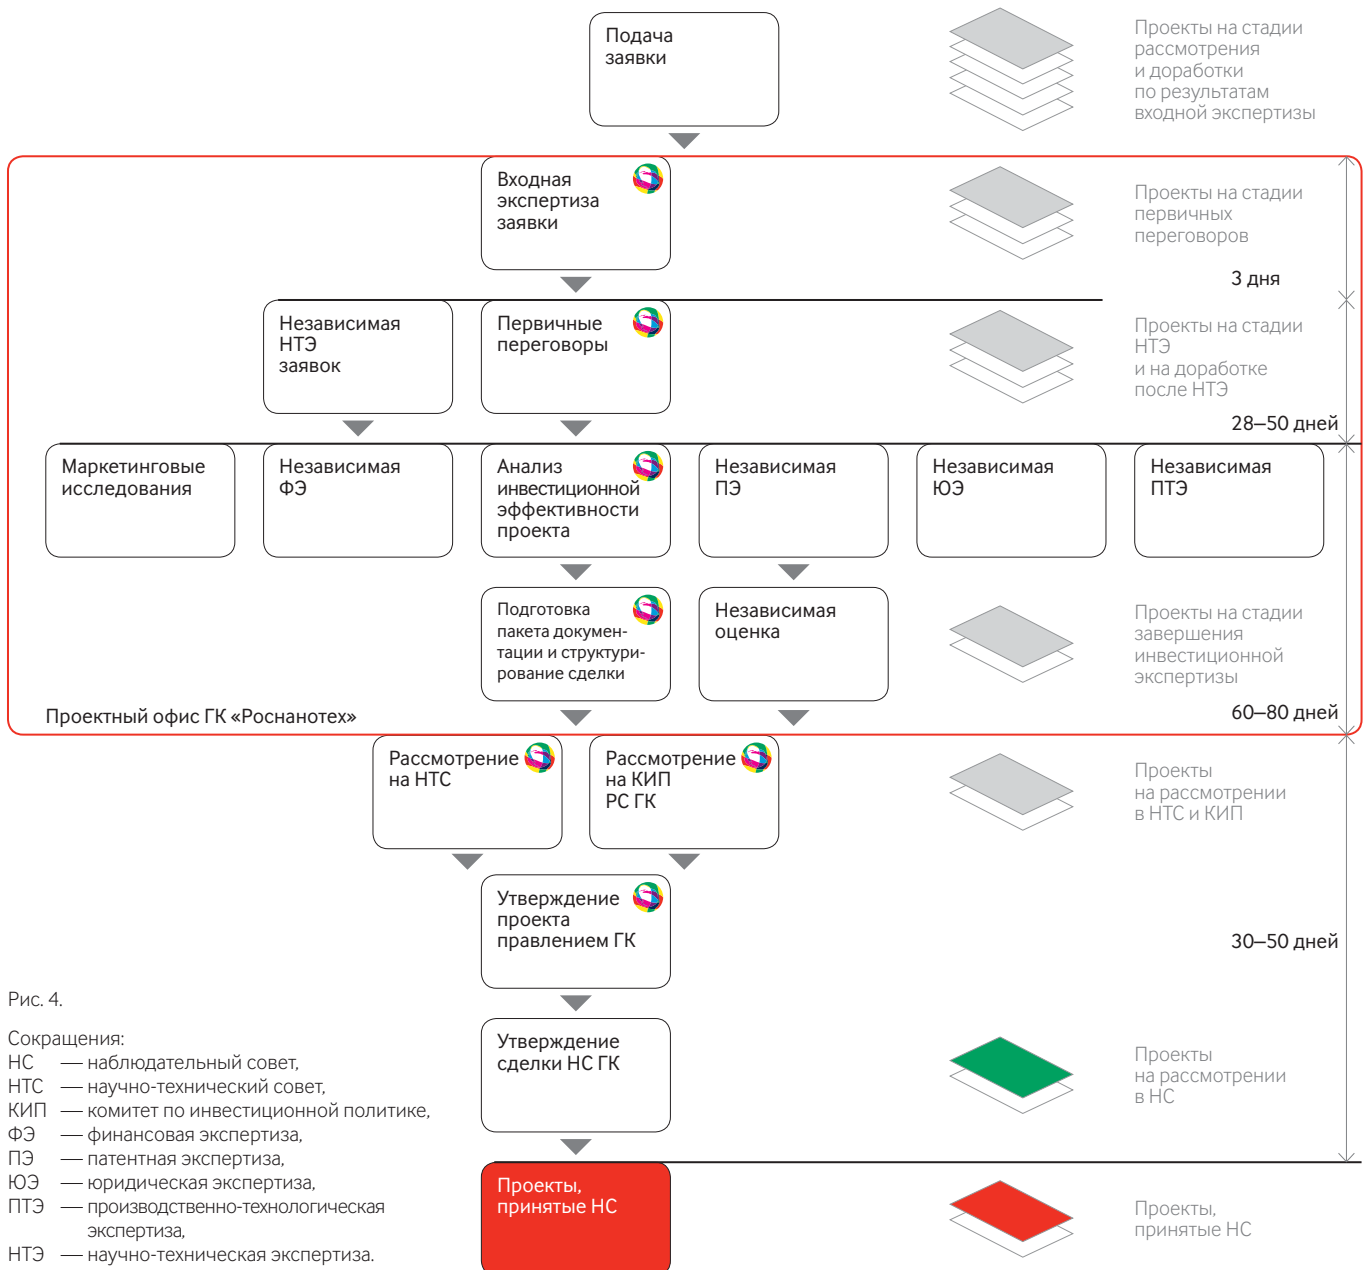 Подача
заявки
Проекты на стадии
рассмотрения
и доработки
по результатам
входной экспертизы
Входная
экспертиза
заявки
Проекты на стадии
первичных
переговоров
3 дня
Независимая
НТЭ
заявок
Первичные
переговоры
Проекты на стадии
НТЭ
и на доработке
после НТЭ
28–50 дней
Маркетинговые
исследования
Независимая
ФЭ
Анализ
инвестиционной
эффективности
проекта
Независимая
ПЭ
Независимая
ЮЭ
Независимая
ПТЭ
Подготовка
пакета докумен-
тации и структури-
рование сделки
Независимая
оценка
Проекты на стадии
завершения
инвестиционной
экспертизы
60–80 дней
Проектный офис ГК «Роснанотех»
Рассмотрение
на НТС
Рассмотрение
на КИП
РС ГК
Проекты
на рассмотрении
в НТС и КИП
Утверждение
проекта
правлением ГК
30–50 дней
Утверждение
сделки НС ГК
Проекты
на рассмотрении
в НС
Проекты,
принятые НС
Проекты,
принятые НС
Рис. 4.
Сокращения:
НС — наблюдательный совет,
НТС — научно-технический совет,
КИП — комитет по инвестиционной политике,
ФЭ — финансовая экспертиза,
ПЭ — патентная экспертиза,
ЮЭ — юридическая экспертиза,
ПТЭ — производственно-технологическая
экспертиза,
НТЭ — научно-техническая экспертиза.